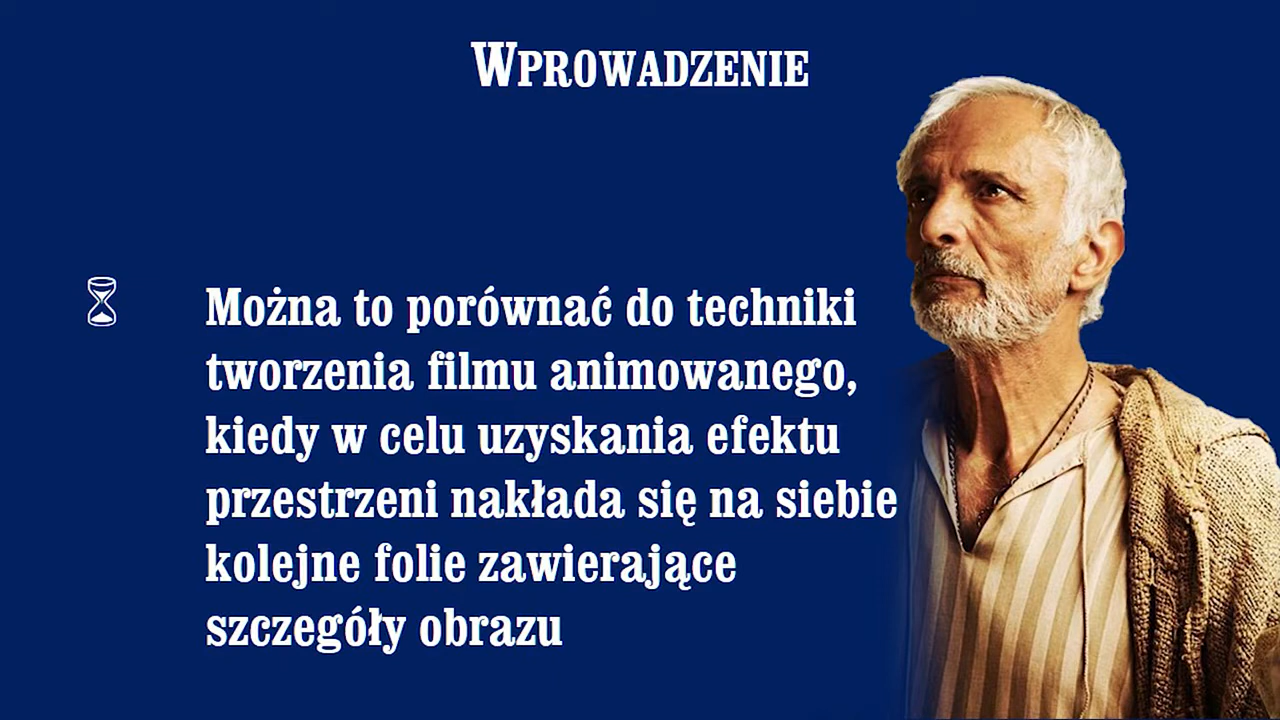 WPROWADZENIE
Można to porównać do techniki
tworzenia filmu animowanego,
kiedy w celu uzyskania efektu
przestrzeni nakłada się na siebie
kolejne folie zawierające
szczegóły obrazu